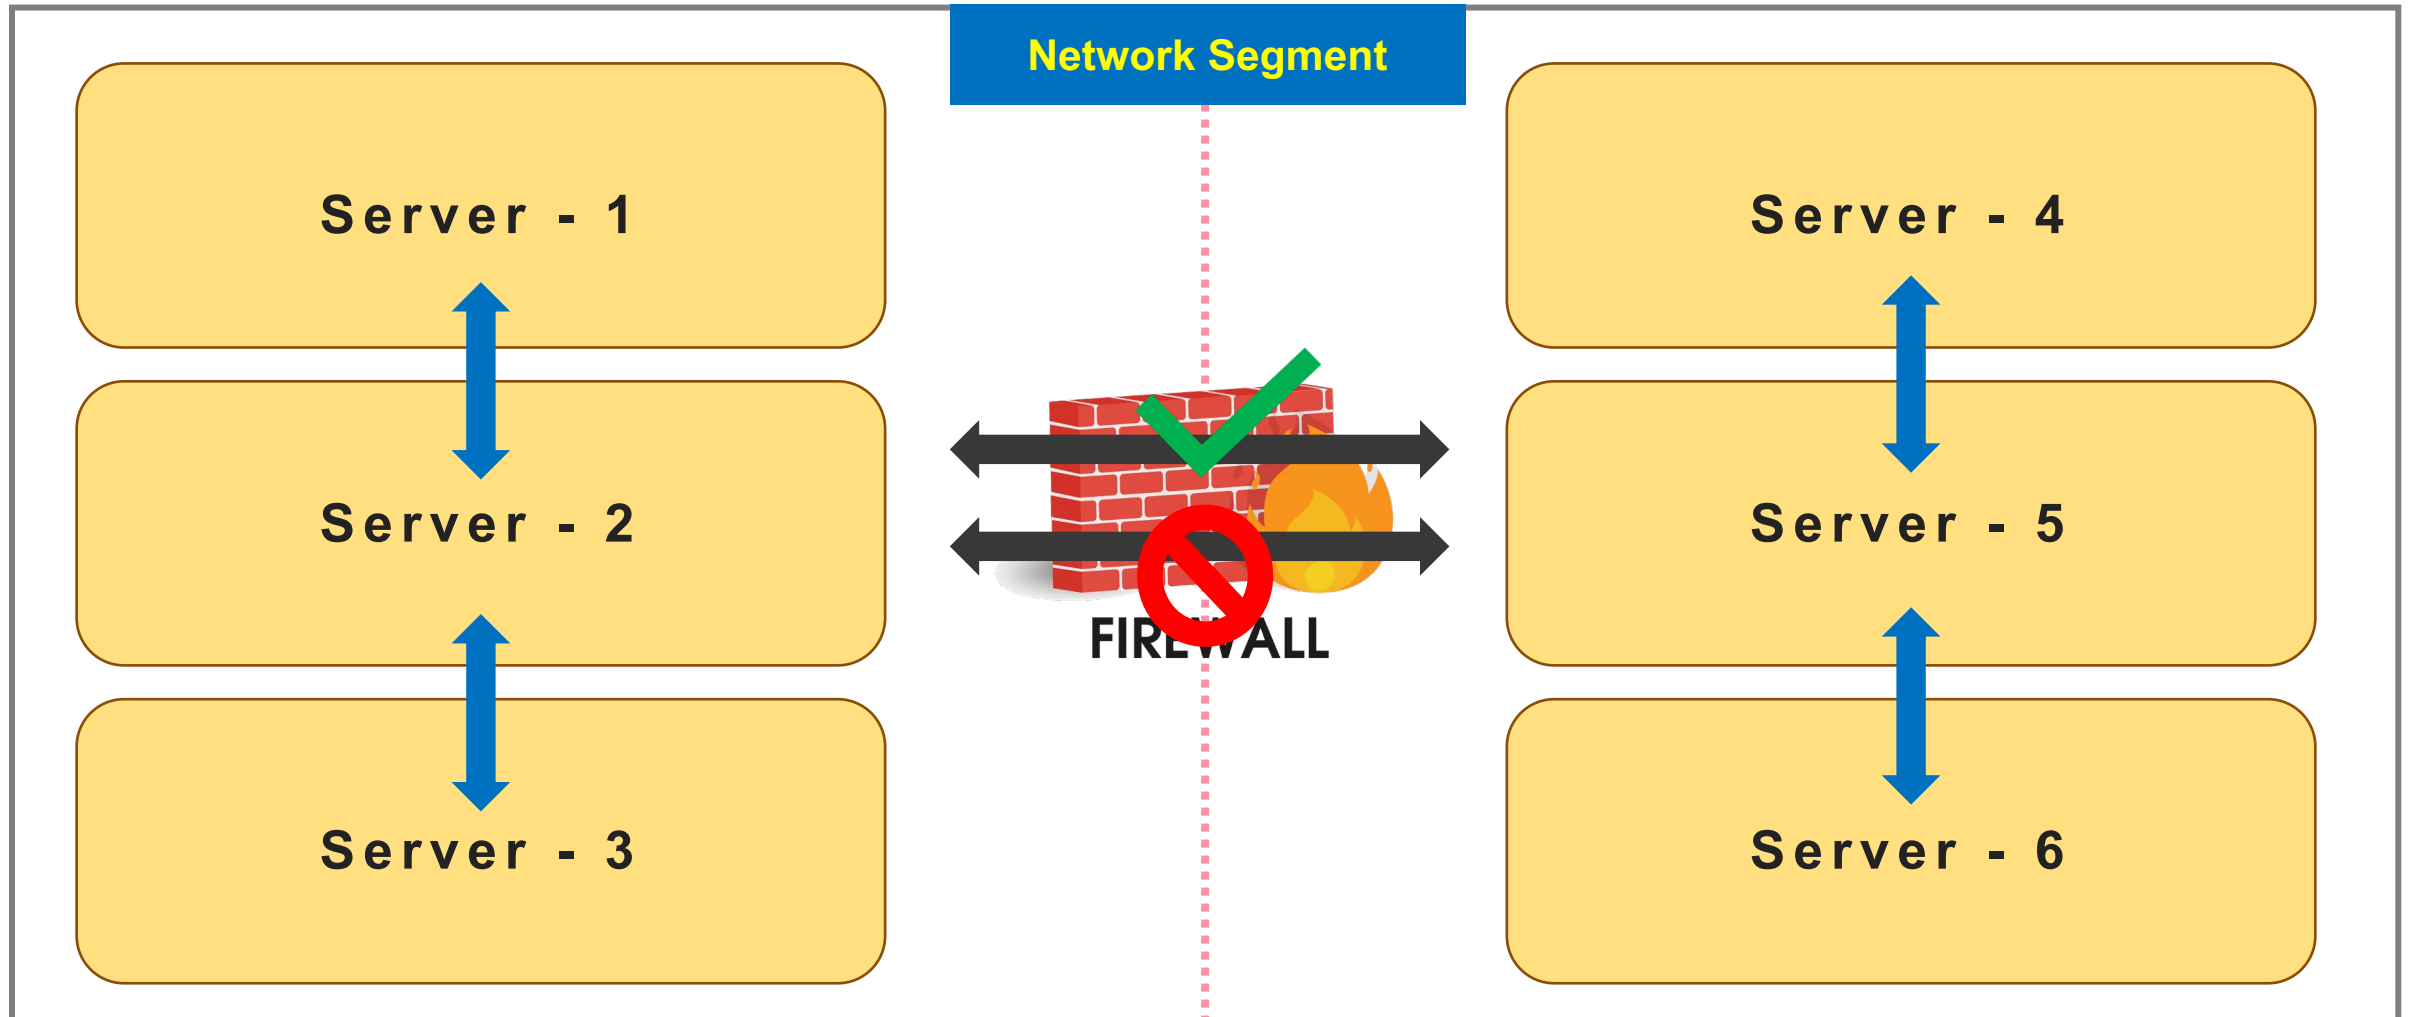 Network Segment
Server - 1
Server - 4
Server - 2
Server - 5
FIREWALL
Server - 3
Server - 6